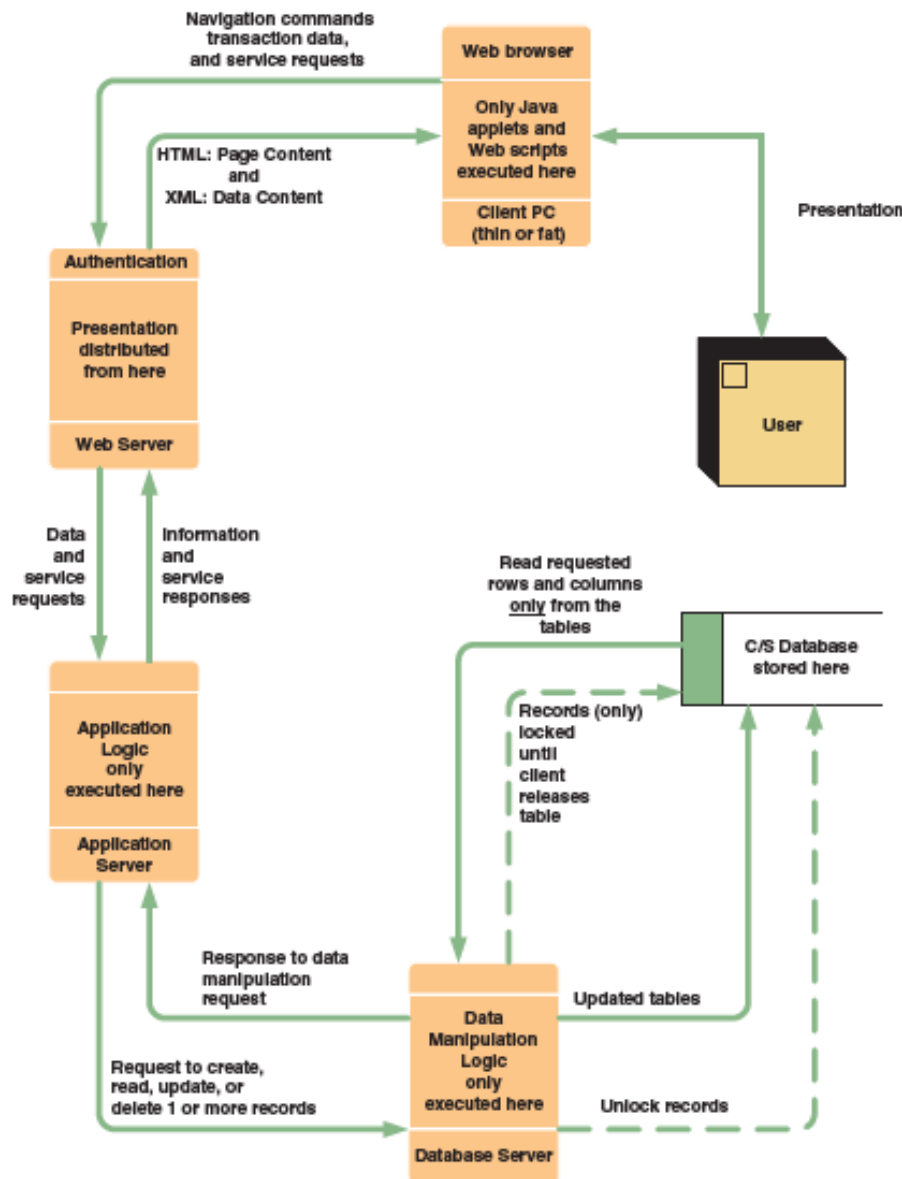 Navigation commands
transaction data,
and service requests
Web browser
Only Java
applets and
Web scripts
executed here
Client PC
(thin or fat)
HTML: Page Content
and
XML: Data Content
Presentation
Authentication
Presentation
distributed
from here
Web Server
User
Data
and
service
requests
Information
and
service
responses
Read requested
rows and columns
only from the
tables
C/S Database
stored here
Application
Logic
only
executed here
Application
Server
Records (only)
locked
until
client
releases
table
Response to data
manipulation
request
Data
Manipulation
Logic
only
executed here
Database Server
Updated tables
Request to create,
read, update, or
delete 1 or more records
Unlock records